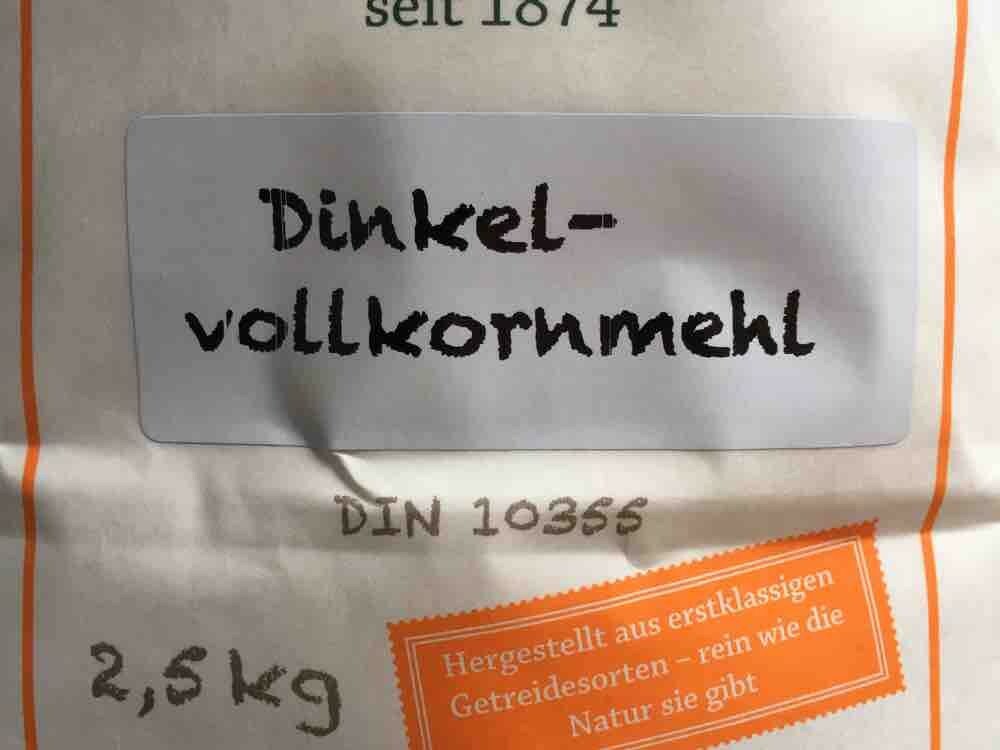 seit 1874
Dinkel-
vollkornmehl
DIN 10355
2,5 kg
Hergestellt aus erstklassigen
Getreidesorten – rein wie die
Natur sie gibt